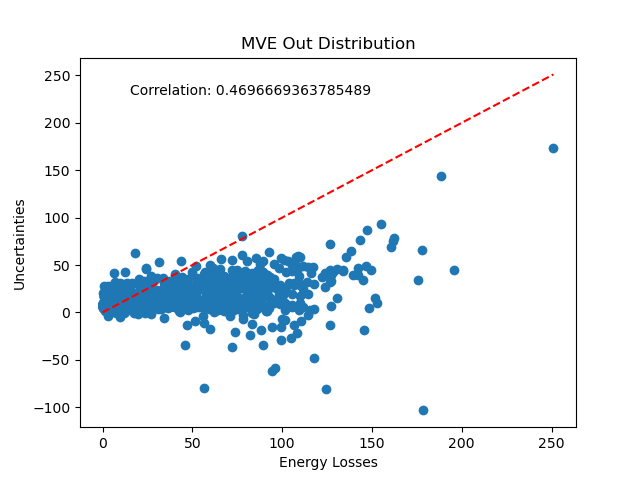 MVE Out Distribution
Correlation: 0.4696669363785489
Uncertainties
250
200
150
100
50
0
−50
−100
0 50 100 150 200 250
Energy Losses